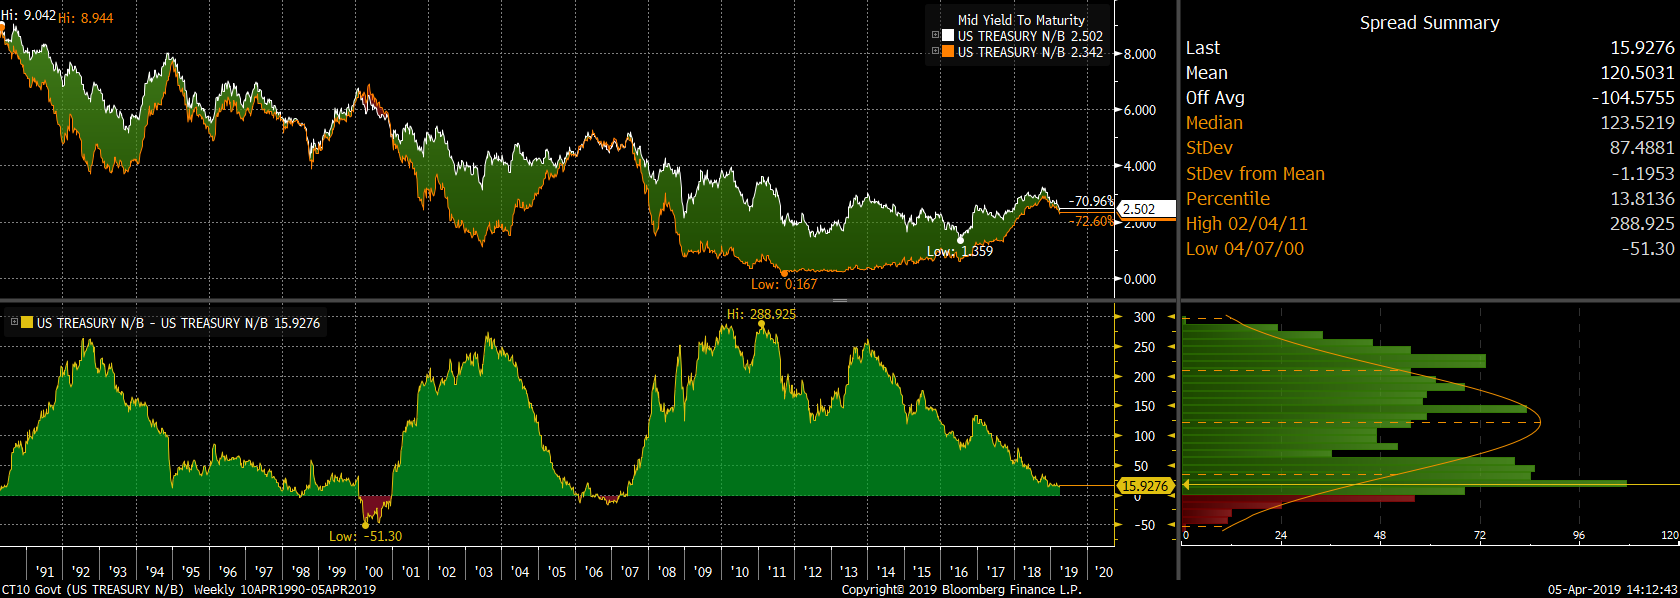 Hi: 9.042
Hi: 8.944
Mid Yield To Maturity
US TREASURY N/B 2.502
US TREASURY N/B 2.342
8.000
6.000
4.000
2.000
0.000
-70.96%
2.502
-72.60%
Low: 1.359
Low: 0.167
US TREASURY N/B - US TREASURY N/B 15.9276
Hi: 288.925
Low: -51.30
300
250
200
150
100
50
15.9276
0
-50
'91 '92 '93 '94 '95 '96 '97 '98 '99 '00 '01 '02 '03 '04 '05 '06 '07 '08 '09 '10 '11 '12 '13 '14 '15 '16 '17 '18 '19 '20
Spread Summary
Last 15.9276
Mean 120.5031
Off Avg -104.5755
Median 123.5219
StDev 87.4881
StDev from Mean -1.1953
Percentile 13.8136
High 02/04/11 288.925
Low 04/07/00 -51.30
0 24 48 72 96 120
CT10 Govt (US TREASURY N/B) Weekly 10APR1990-05APR2019
Copyright© 2019 Bloomberg Finance L.P.
05-Apr-2019 14:12:43